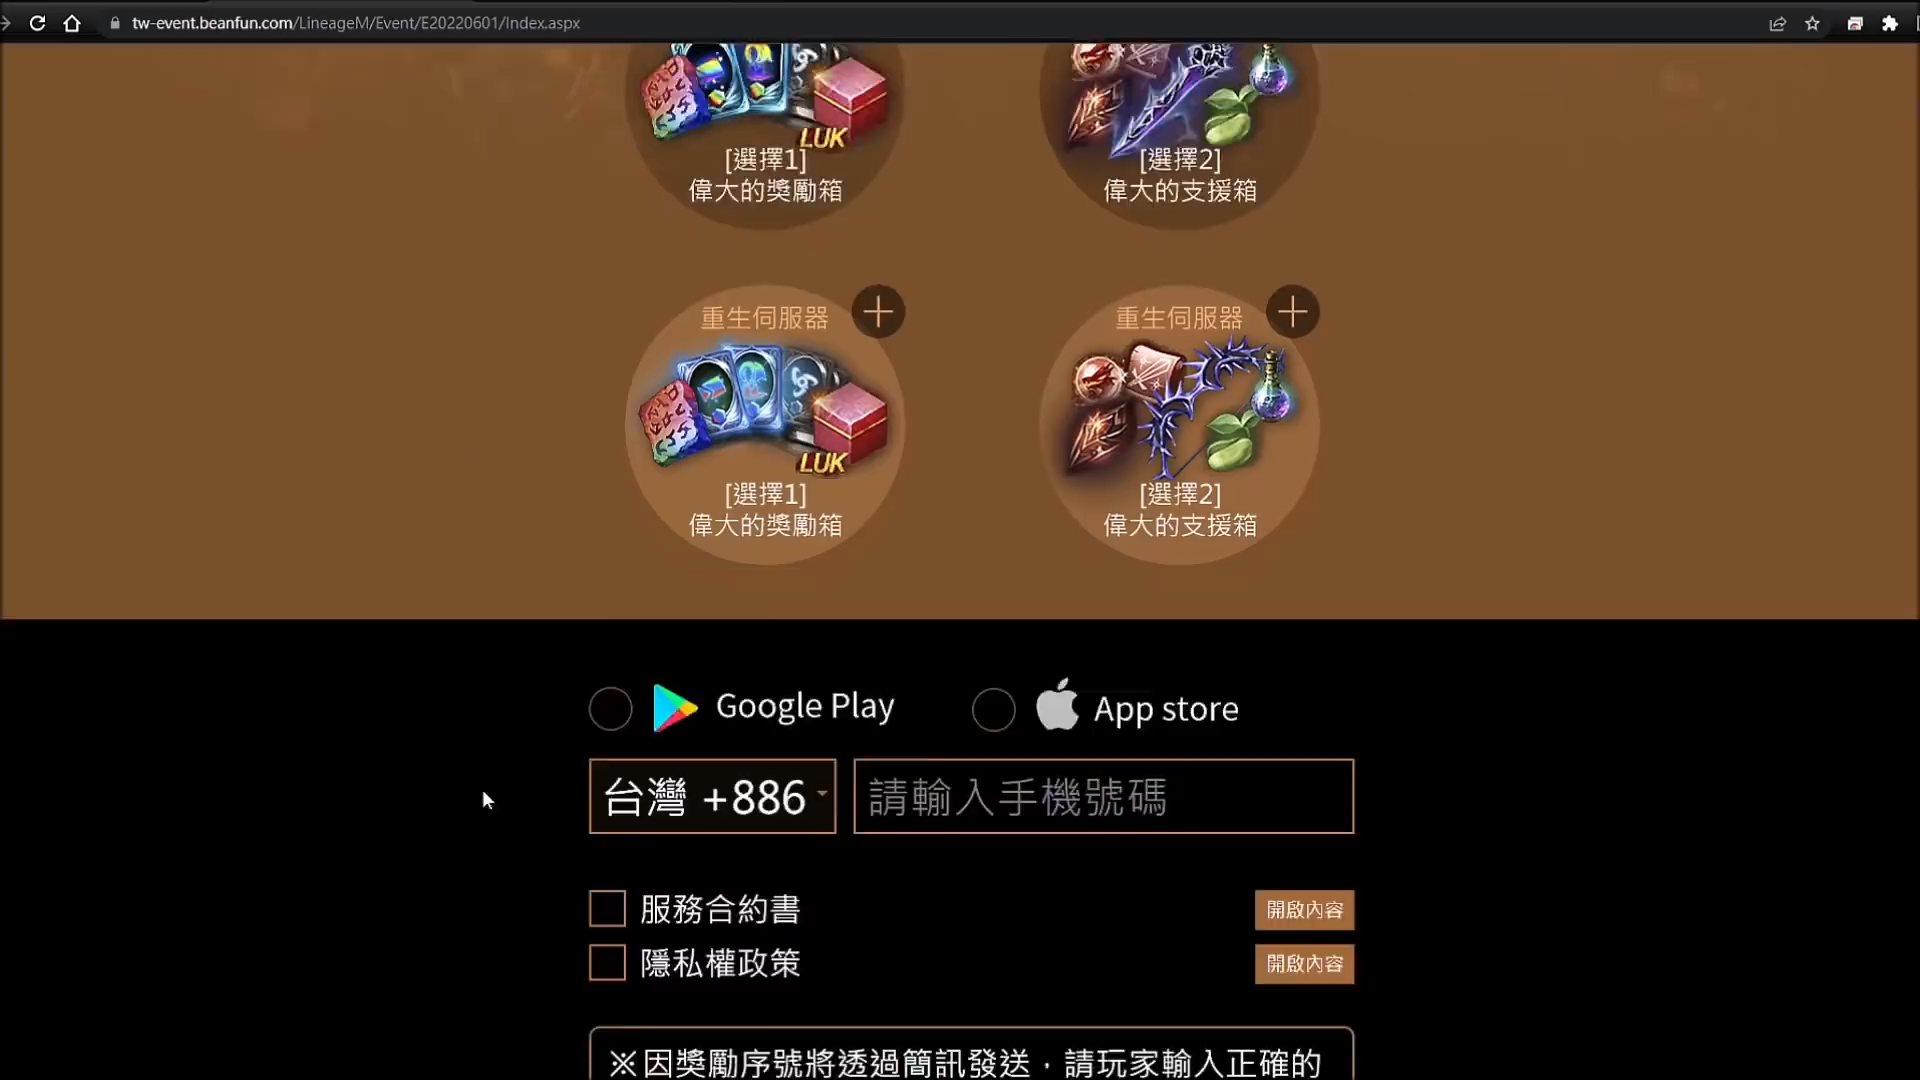 tw-event.beanfun.com/LineageM/Event/E20220601/Index.aspx
LUK
[選擇1]
偉大的獎勵箱
[選擇2]
偉大的支援箱
重生伺服器
LUK
[選擇1]
偉大的獎勵箱
重生伺服器
[選擇2]
偉大的支援箱
Google Play
App store
台灣 +886
請輸入手機號碼
服務合約書
開啟內容
隱私權政策
開啟內容
※因獎勵序號將透過簡訊發送，請玩家輸入正確的